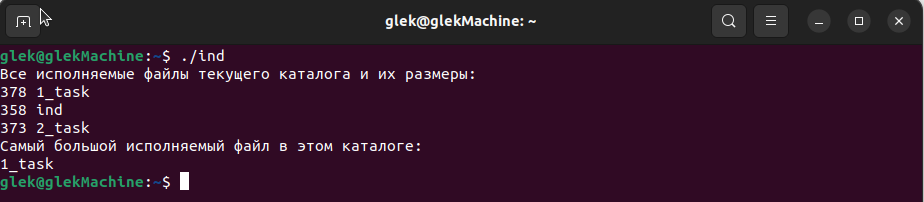 glek@glekMachine: ~
glek@glekMachine:~$ ./ind
Все исполняемые файлы текущего каталога и их размеры:
378 1_task
358 ind
373 2_task
Самый большой исполняемый файл в этом каталоге:
1_task
glek@glekMachine:~$